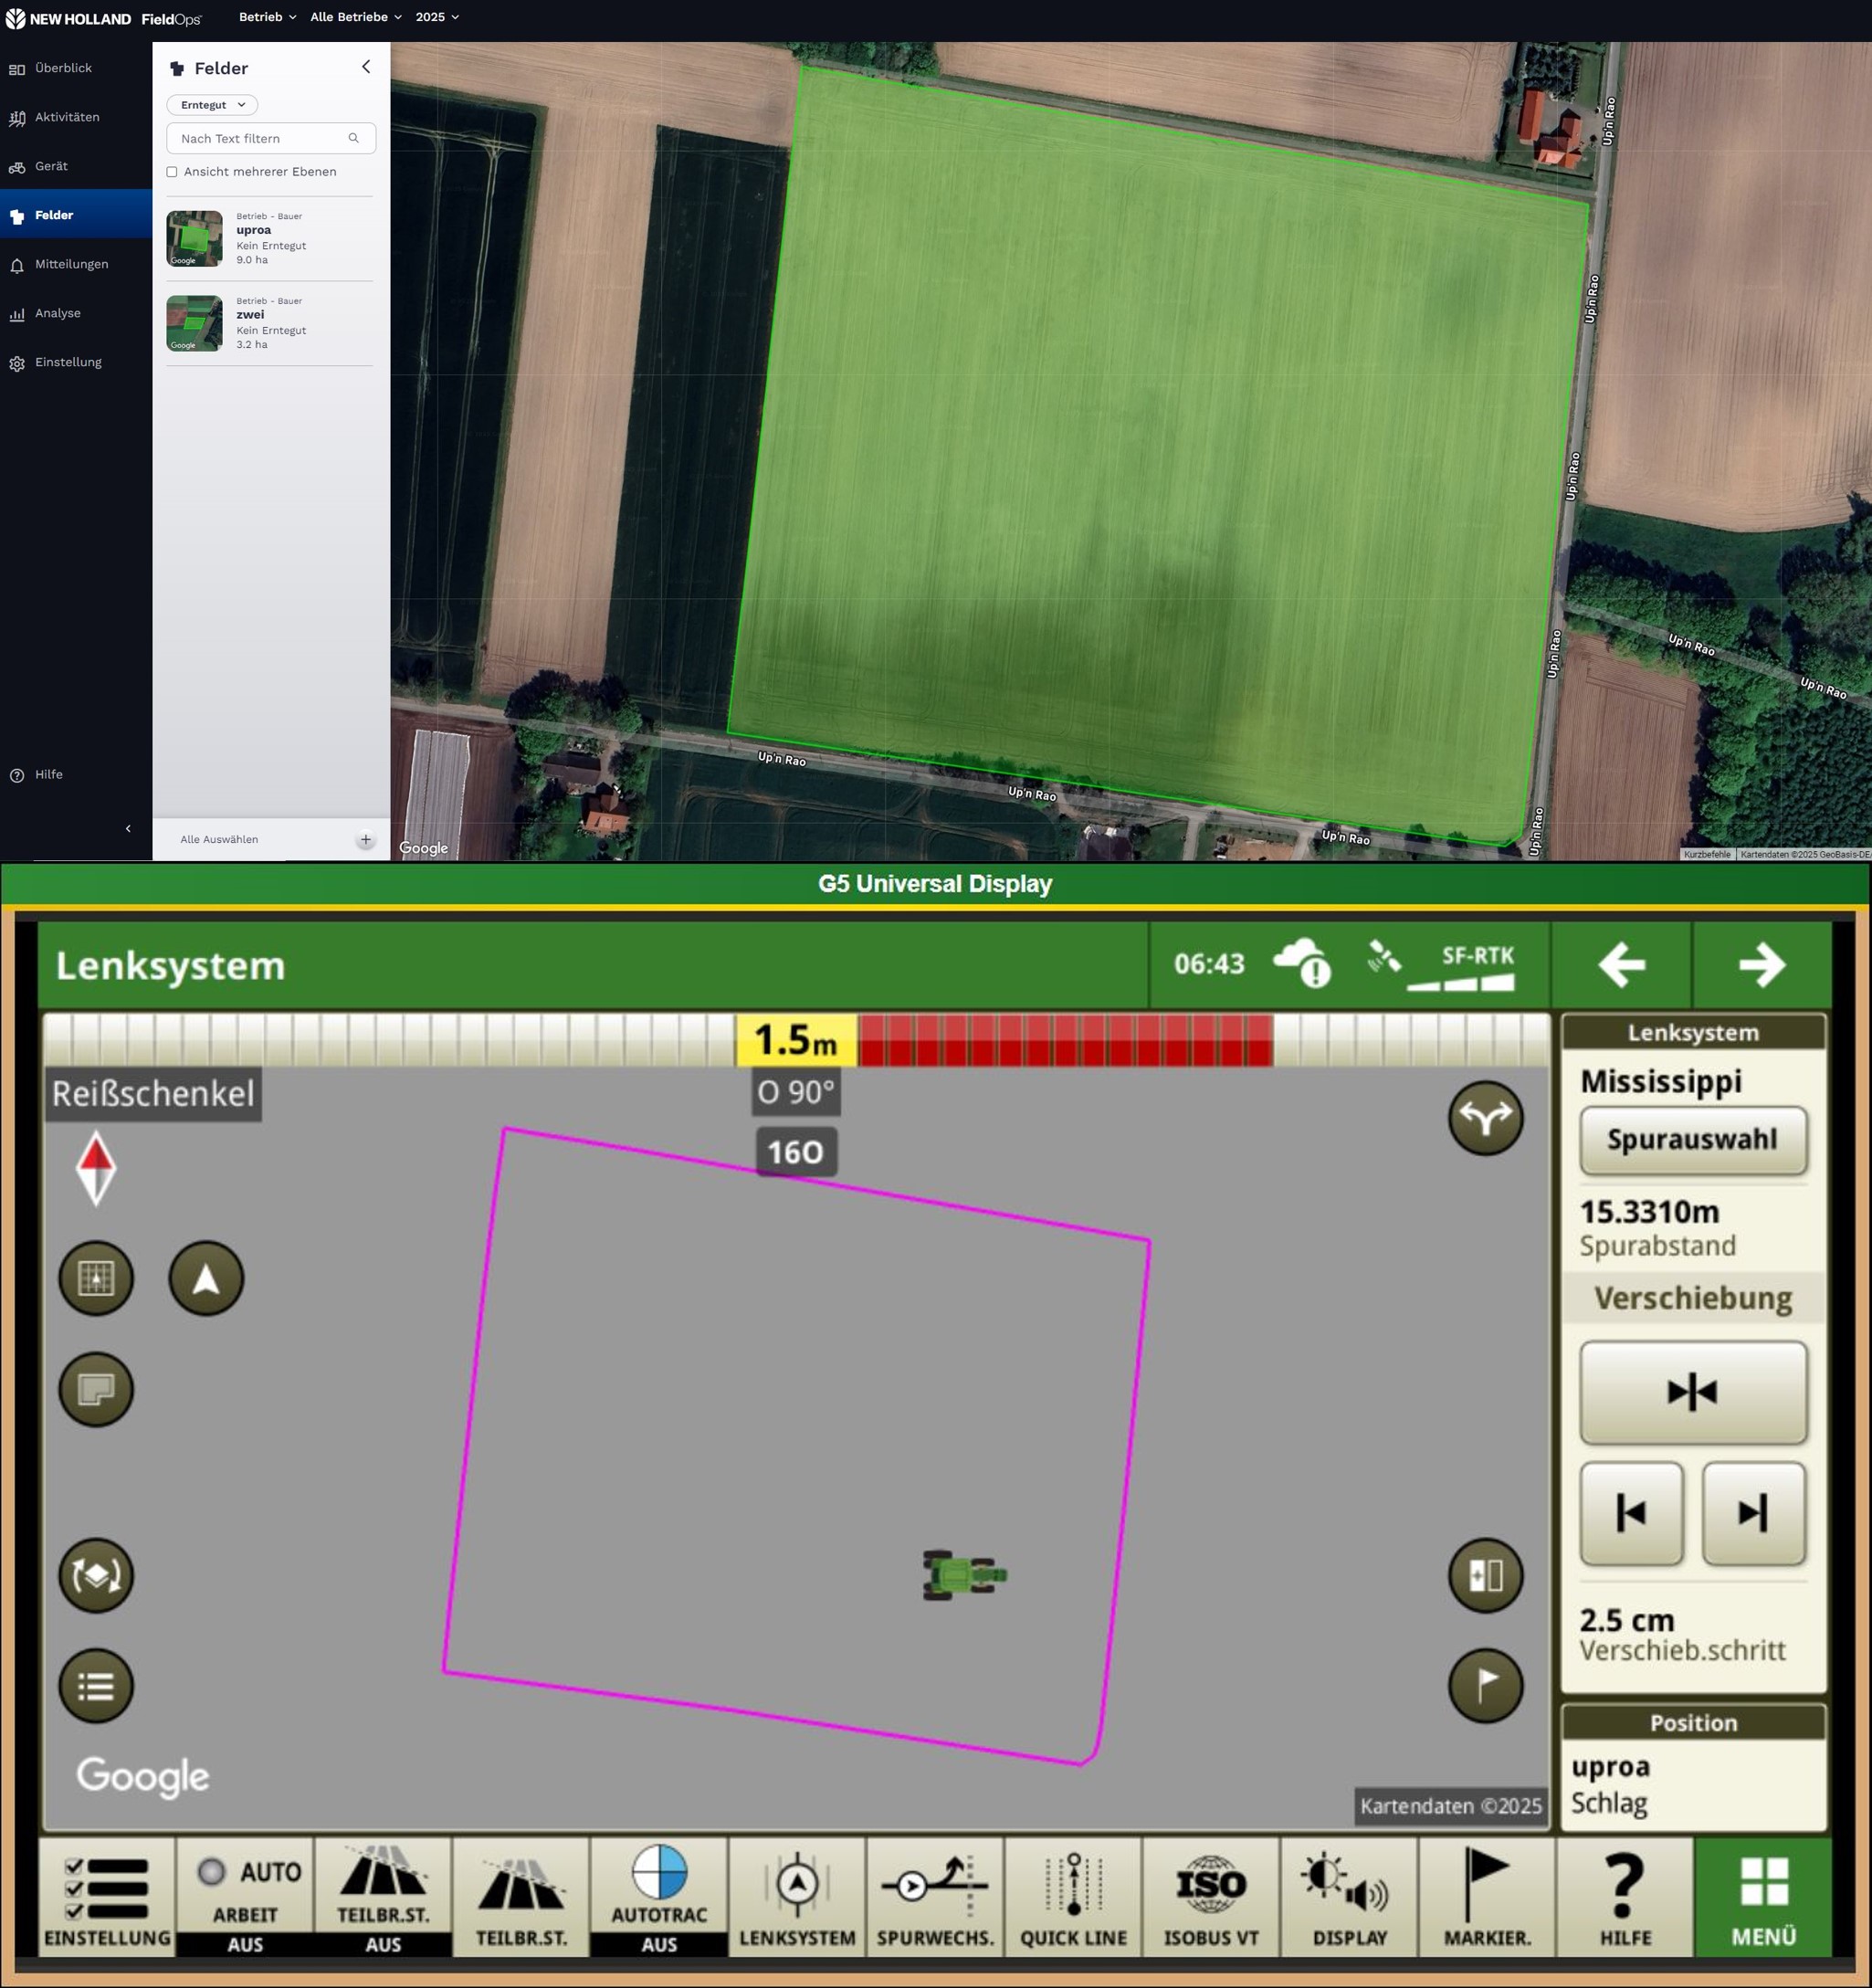 NEW HOLLAND FieldOps™
Betrieb Alle Betriebe 2025
Überblick
Aktivitäten
Gerät
Felder
Mitteilungen
Analyse
Einstellung
Hilfe
Felder
Erntegut
Nach Text filtern
Ansicht mehrerer Ebenen
Betrieb - Bauer
uproa
Kein Erntegut
9.0 ha
Google
Betrieb - Bauer
zwei
Kein Erntegut
3.2 ha
Google
Alle Auswählen
Up'n Rao
Up'n Rao
Up'n Rao
Up'n Rao
Up'n Rao
Up'n Rao
Up'n Rao
Up'n Rao
Up'n Rao
Up'n Rao
Google
Kurzbefehle
Kartendaten ©2025 GeoBasis-DE/
G5 Universal Display
Lenksystem
06:43
SF-RTK
1.5m
Reißschenkel
O 90°
16O
Google
Kartendaten ©2025
Lenksystem
Mississippi
Spurauswahl
15.3310m
Spurabstand
Verschiebung
2.5 cm
Verschieb.schritt
Position
uproa
Schlag
EINSTELLUNG
AUTO
ARBEIT
AUS
TEILBR.ST.
AUS
TEILBR.ST.
AUTOTRAC
AUS
LENKSYSTEM
SPURWECHS.
QUICK LINE
ISO
ISOBUS VT
DISPLAY
MARKIER.
HILFE
MENÜ